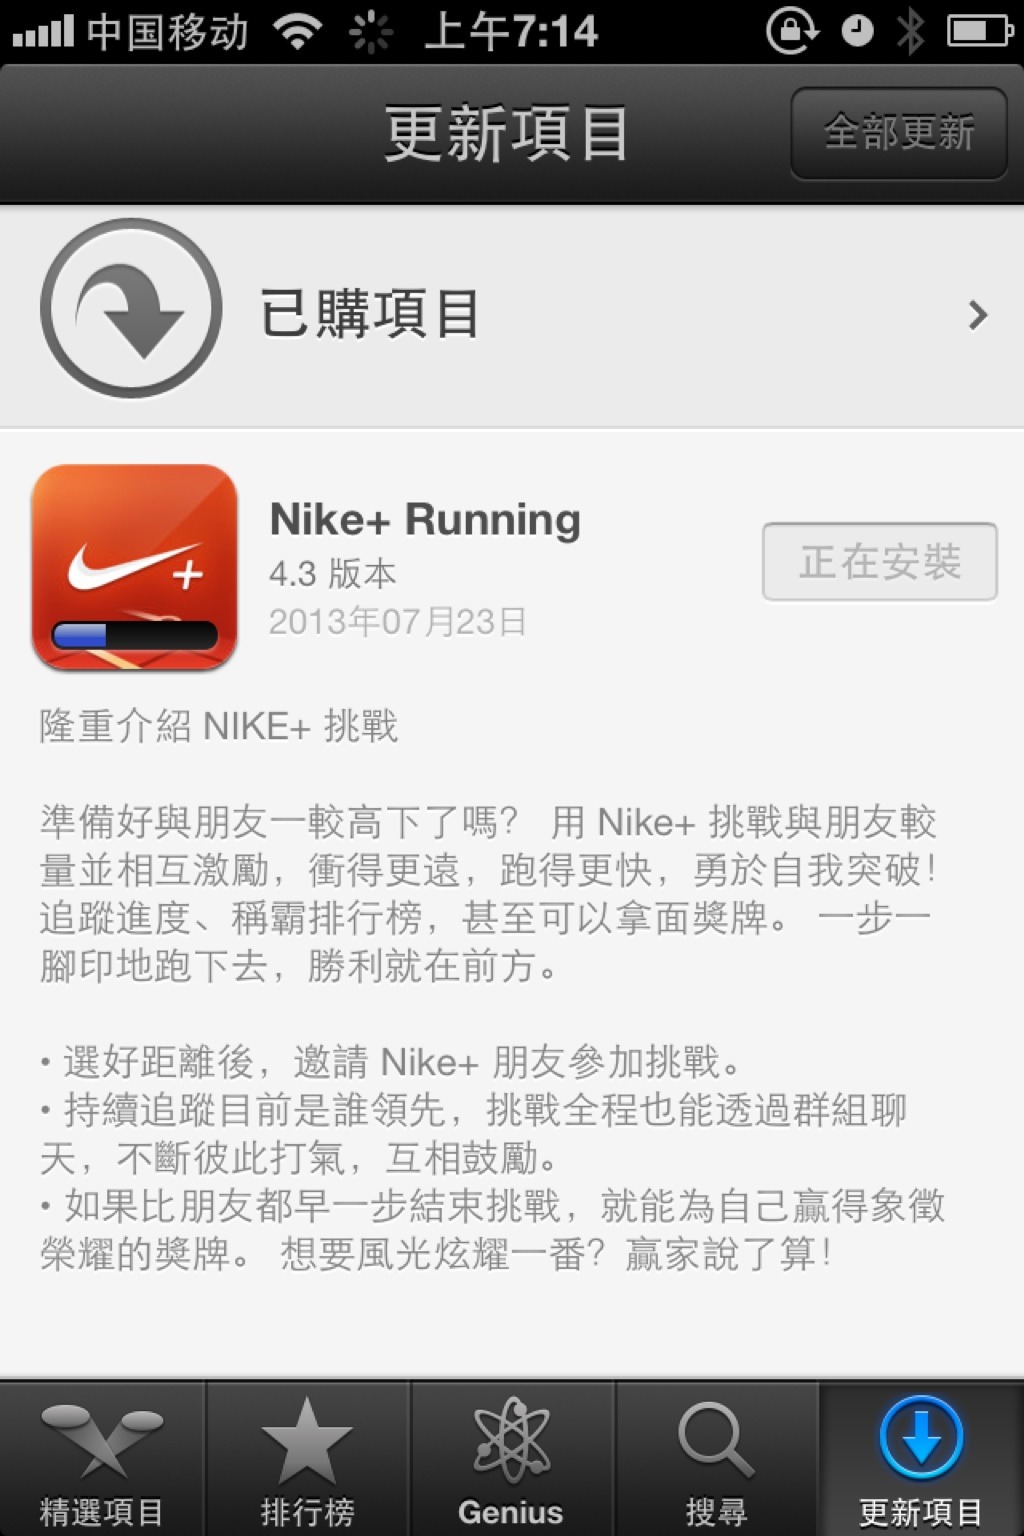 中国移动 上午7:14
更新項目 全部更新
已購項目
Nike+ Running
4.3 版本
正在安裝
2013年07月23日
隆重介紹 NIKE+ 挑戰
準備好與朋友一較高下了嗎？ 用 Nike+ 挑戰與朋友較
量並相互激勵，衝得更遠，跑得更快，勇於自我突破！
追蹤進度、稱霸排行榜，甚至可以拿面獎牌。 一步一
腳印地跑下去，勝利就在前方。
• 選好距離後，邀請 Nike+ 朋友參加挑戰。
• 持續追蹤目前是誰領先，挑戰全程也能透過群組聊
天，不斷彼此打氣，互相鼓勵。
• 如果比朋友都早一步結束挑戰，就能為自己贏得象徵
榮耀的獎牌。 想要風光炫耀一番？贏家說了算！
精選項目 排行榜 Genius 搜尋 更新項目